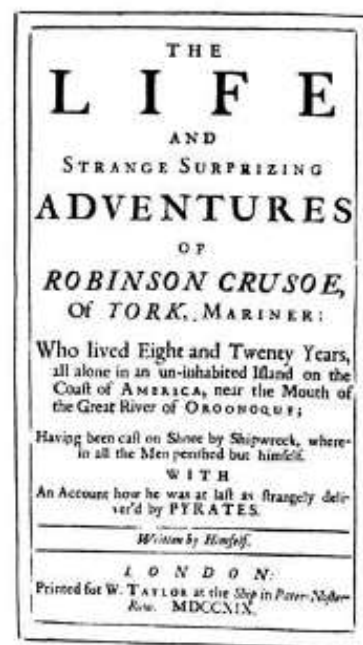 THE
LIFE
AND
STRANGE SURPRIZING
ADVENTURES
OF
ROBINSON CRUSOE,
Of YORK, MARINER:
Who lived Eight and Twenty Years,
all alone in an un-inhabited Iſland on the
Coaſt of AMERICA, near the Mouth of
the Great River of OROONOQUE;
Having been caſt on Shore by Shipwreck, where-
in all the Men periſhed but himſelf.
WITH
An Account how he was at laſt as ſtrangely deli-
ver'd by PYRATES.
Written by Himſelf.
LONDON:
Printed for W. TAYLOR at the Ship in Pater-Noſter-
Row. MDCCXIX.